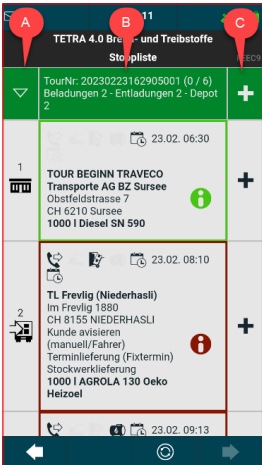 A
B
C
11
TETRA 4.0 Brenn- und Treibstoffe
Stoppliste
EEC9
TourNr: 20230223162905001 (0 / 6)
Beladungen 2 - Entladungen 2 - Depot
2
23.02. 06:30
1
TOUR BEGINN TRAVECO
Transporte AG BZ Sursee
Obstfeldstrasse 7
CH 6210 Sursee
1000 l Diesel SN 590
23.02. 08:10
2
TL Frevlig (Niederhasli)
Im Frevlig 1880
CH 8155 NIEDERHASLI
Kunde avisieren
(manuell/Fahrer)
Terminlieferung (Fixtermin)
Stockwerklieferung
1000 l AGROLA 130 Oeko
Heizoel
23.02. 09:13